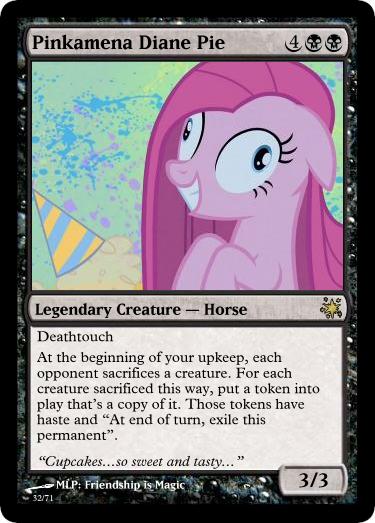 Pinkamena Diane Pie 4
Legendary Creature — Horse
Deathtouch
At the beginning of your upkeep, each
opponent sacrifices a creature. For each
creature sacrificed this way, put a token into
play that's a copy of it. Those tokens have
haste and “At end of turn, exile this
permanent”.
“Cupcakes...so sweet and tasty...”
3/3
MLP: Friendship is Magic
32/71